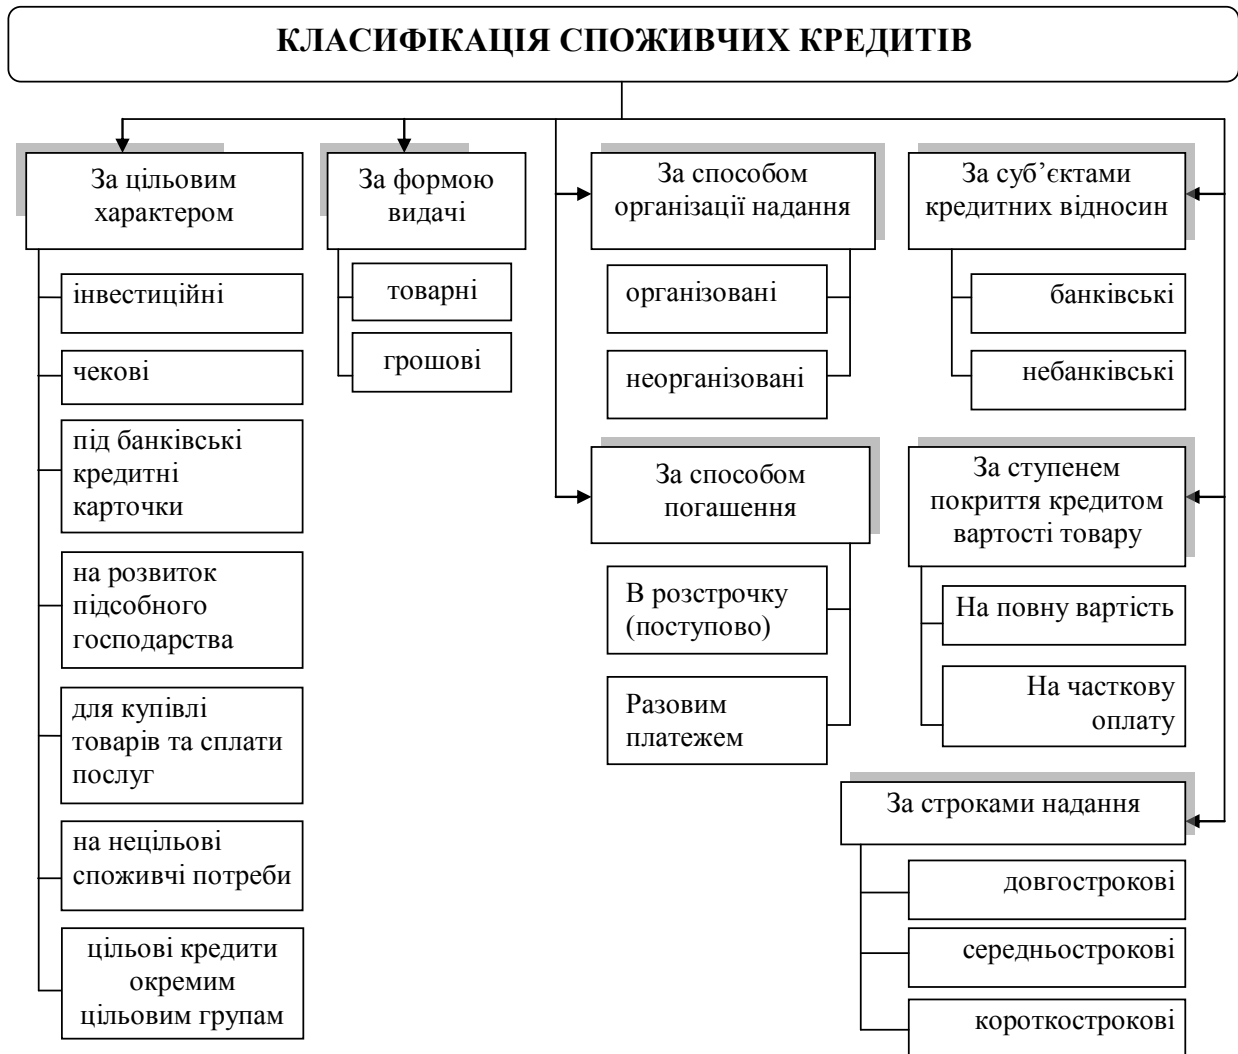 КЛАСИФІКАЦІЯ СПОЖИВЧИХ КРЕДИТІВ
За цільовим
характером
інвестиційні
чекові
під банківські
кредитні
карточки
на розвиток
підсобного
господарства
для купівлі
товарів та сплати
послуг
на нецільові
споживчі потреби
цільові кредити
окремим
цільовим групам
За формою
видачі
товарні
грошові
За способом
організації надання
організовані
неорганізовані
За способом
погашення
В розстрочку
(поступово)
Разовим
платежем
За суб’єктами
кредитних відносин
банківські
небанківські
За ступенем
покриття кредитом
вартості товару
На повну вартість
На часткову
оплату
За строками надання
довгострокові
середньострокові
короткострокові